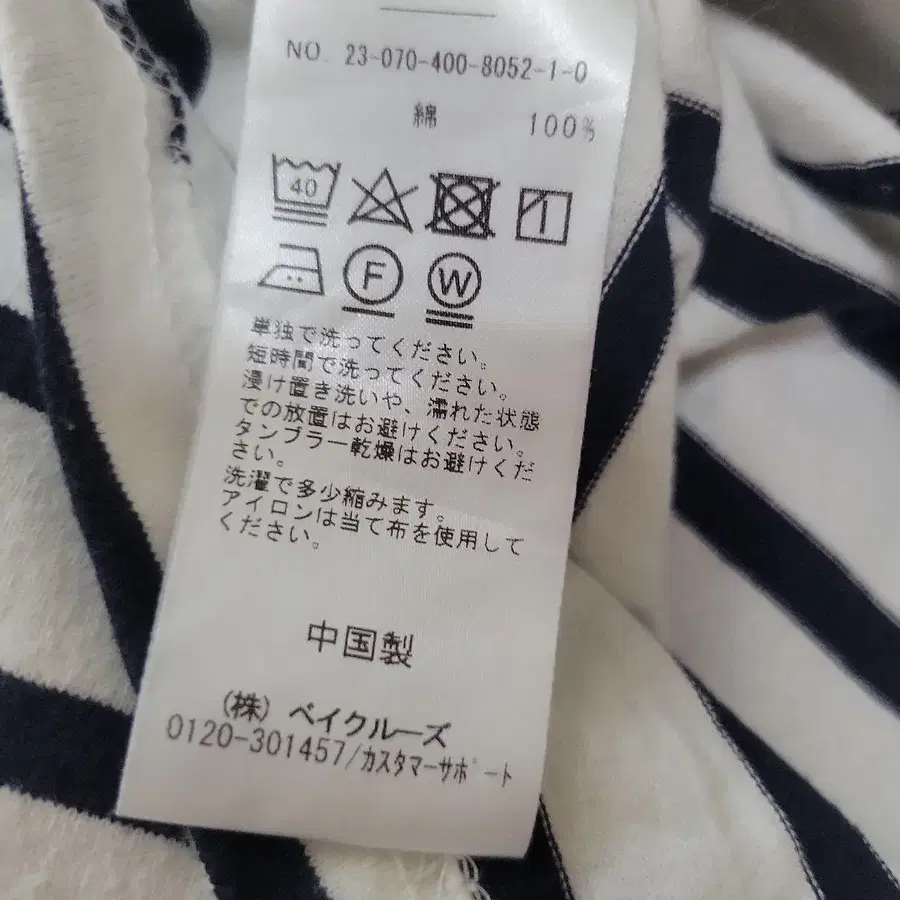 NO. 23-070-400-8052-1-0
綿 100%
40
F W
単独で洗ってください。
短時間で洗ってください。
浸け置き洗いや、濡れた状態
での放置はお避けください。
タンブラー乾燥はお避けくだ
さい。
洗濯で多少縮みます。
アイロンは当て布を使用して
ください。
中国製
(株) ベイクルーズ
0120-301457/カスタマーサポート